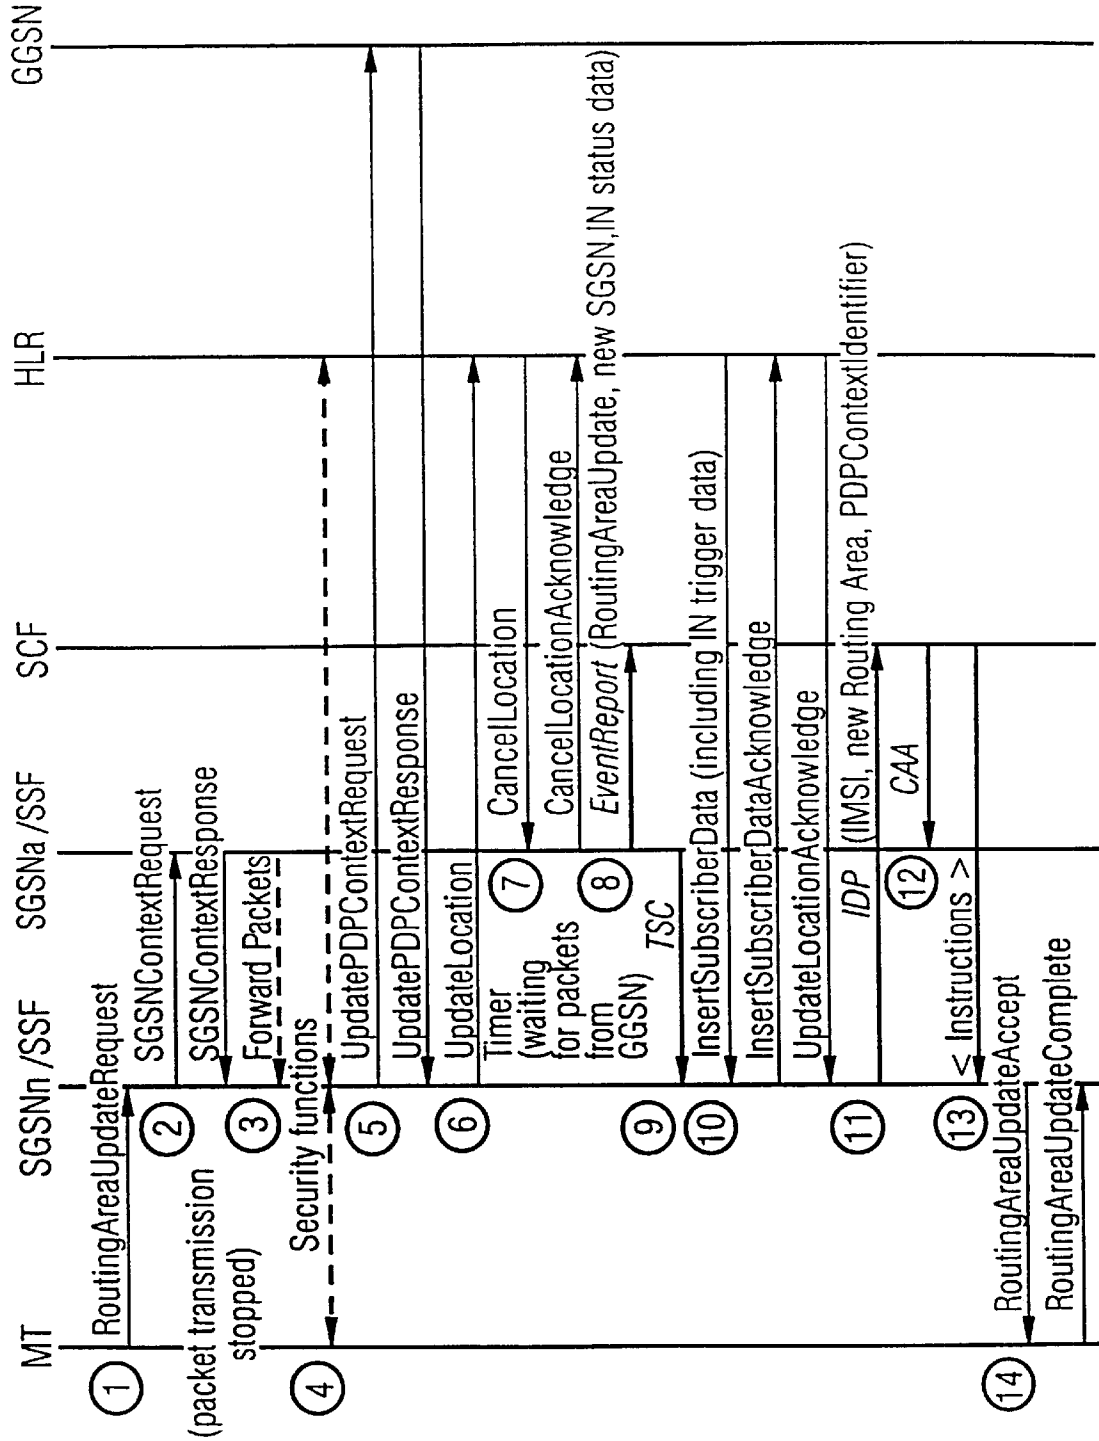 MT
SGSNn /SSF
SGSNa /SSF
SCF
HLR
GGSN
1
RoutingAreaUpdateRequest
(packet transmission
stopped)
2
SGSNContextRequest
SGSNContextResponse
3
Forward Packets
4
Security functions
5
UpdatePDPContextRequest
UpdatePDPContextResponse
6
UpdateLocation
7
CancelLocation
CancelLocationAcknowledge
Timer
(waiting
for packets
from
GGSN)
8
EventReport (RoutingAreaUpdate, new SGSN,IN status data)
9
TSC
10
InsertSubscriberData (including IN trigger data)
InsertSubscriberDataAcknowledge
UpdateLocationAcknowledge
11
IDP (IMSI, new Routing Area, PDPContextIdentifier)
12
CAA
13
< Instructions >
14
RoutingAreaUpdateAccept
RoutingAreaUpdateComplete